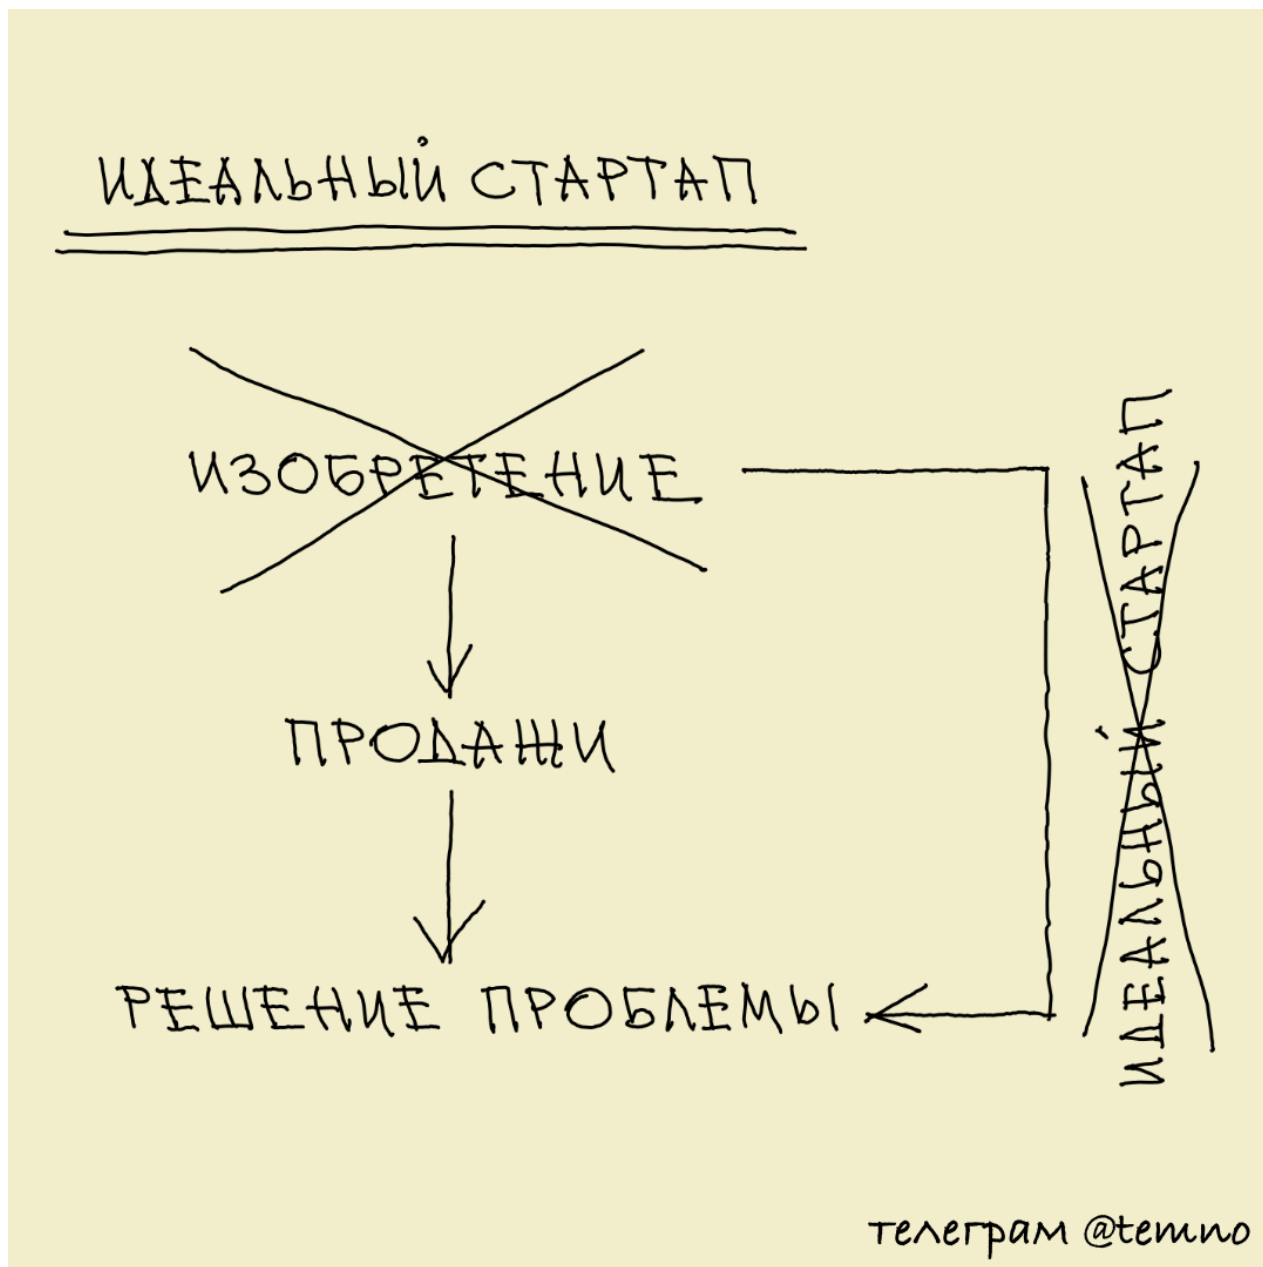 ИДЕАЛЬНЫЙ СТАРТАП
ИЗОБРЕТЕНИЕ
ПРОДАЖИ
РЕШЕНИЕ ПРОБЛЕМЫ
ИДЕАЛЬНЫЙ СТАРТАП
телеграм @temno